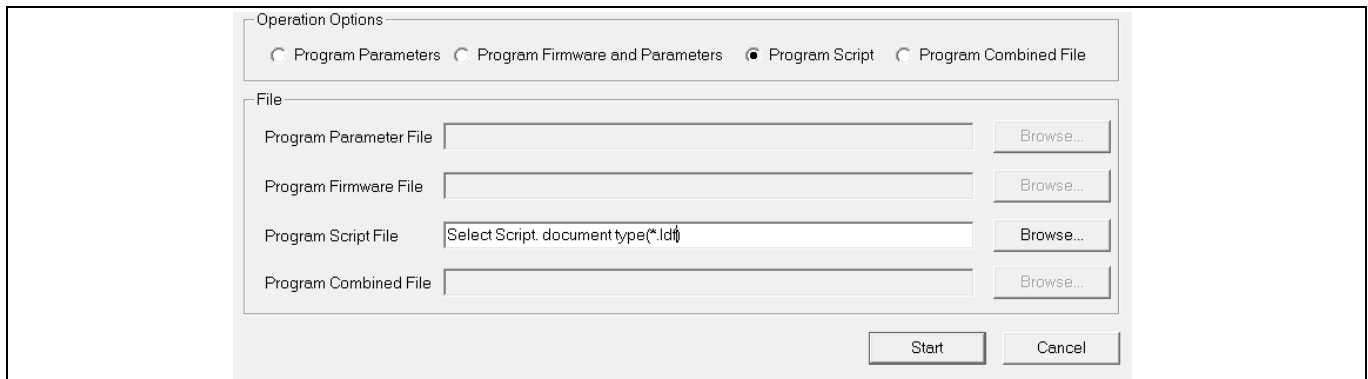 Operation Options
Program Parameters Program Firmware and Parameters Program Script Program Combined File
File
Program Parameter File Browse...
Program Firmware File Browse...
Program Script File Select Script. document type(*.ldf) Browse...
Program Combined File Browse...
Start Cancel